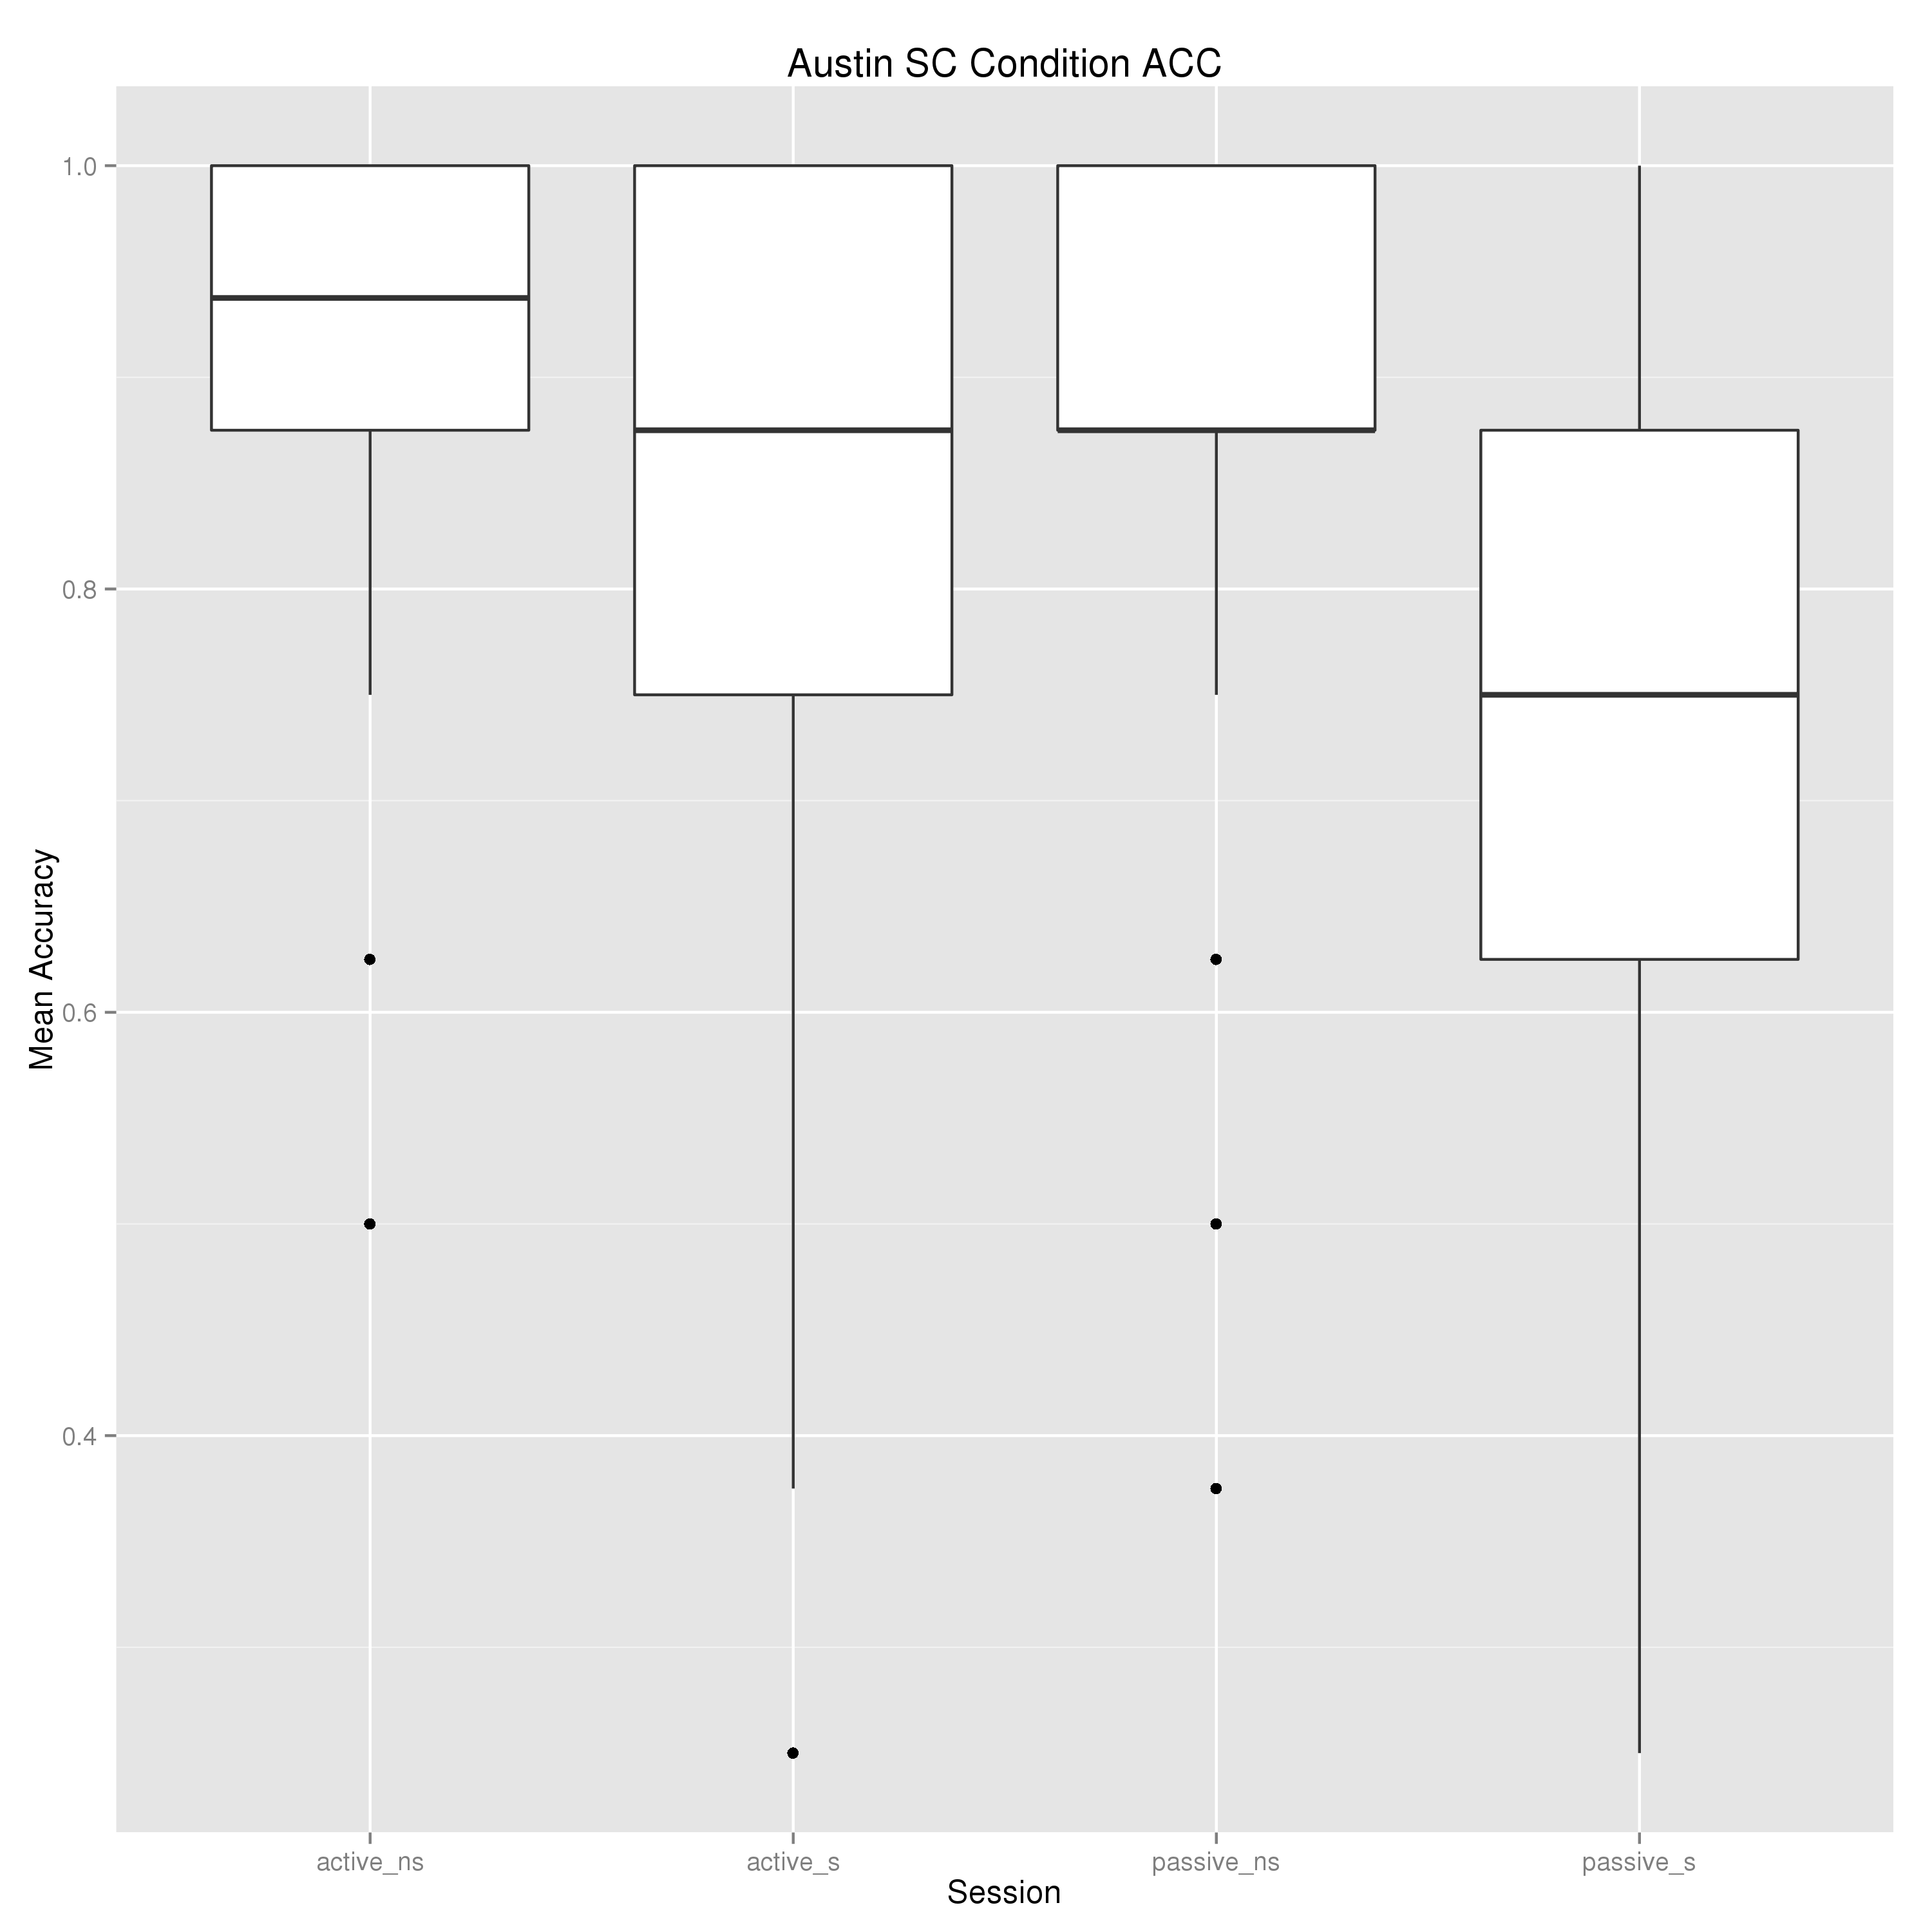 Austin SC Condition ACC
Mean Accuracy
1.0
0.8
0.6
0.4
active_ns
active_s
passive_ns
passive_s
Session